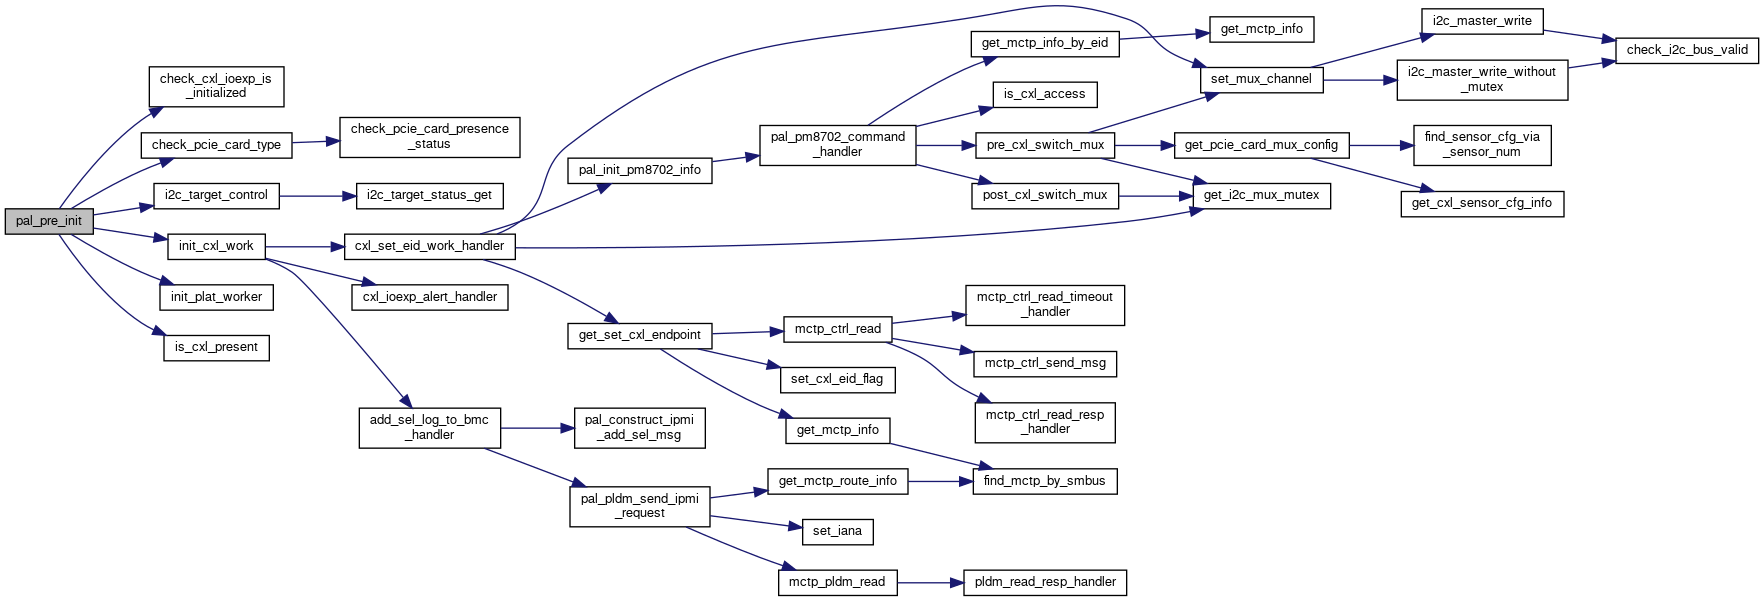 pal_pre_init
check_cxl_ioexp_is
_initialized
check_pcie_card_type
check_pcie_card_presence
_status
i2c_target_control
i2c_target_status_get
init_cxl_work
cxl_set_eid_work_handler
cxl_ioexp_alert_handler
init_plat_worker
is_cxl_present
add_sel_log_to_bmc
_handler
pal_init_pm8702_info
pal_pm8702_command
_handler
get_mctp_info_by_eid
get_mctp_info
is_cxl_access
pre_cxl_switch_mux
post_cxl_switch_mux
set_mux_channel
get_pcie_card_mux_config
get_i2c_mux_mutex
i2c_master_write
i2c_master_write_without
_mutex
check_i2c_bus_valid
find_sensor_cfg_via
_sensor_num
get_cxl_sensor_cfg_info
get_set_cxl_endpoint
mctp_ctrl_read
mctp_ctrl_read_timeout
_handler
mctp_ctrl_send_msg
mctp_ctrl_read_resp
_handler
set_cxl_eid_flag
get_mctp_info
find_mctp_by_smbus
pal_construct_ipmi
_add_sel_msg
pal_pldm_send_ipmi
_request
get_mctp_route_info
set_iana
mctp_pldm_read
pldm_read_resp_handler